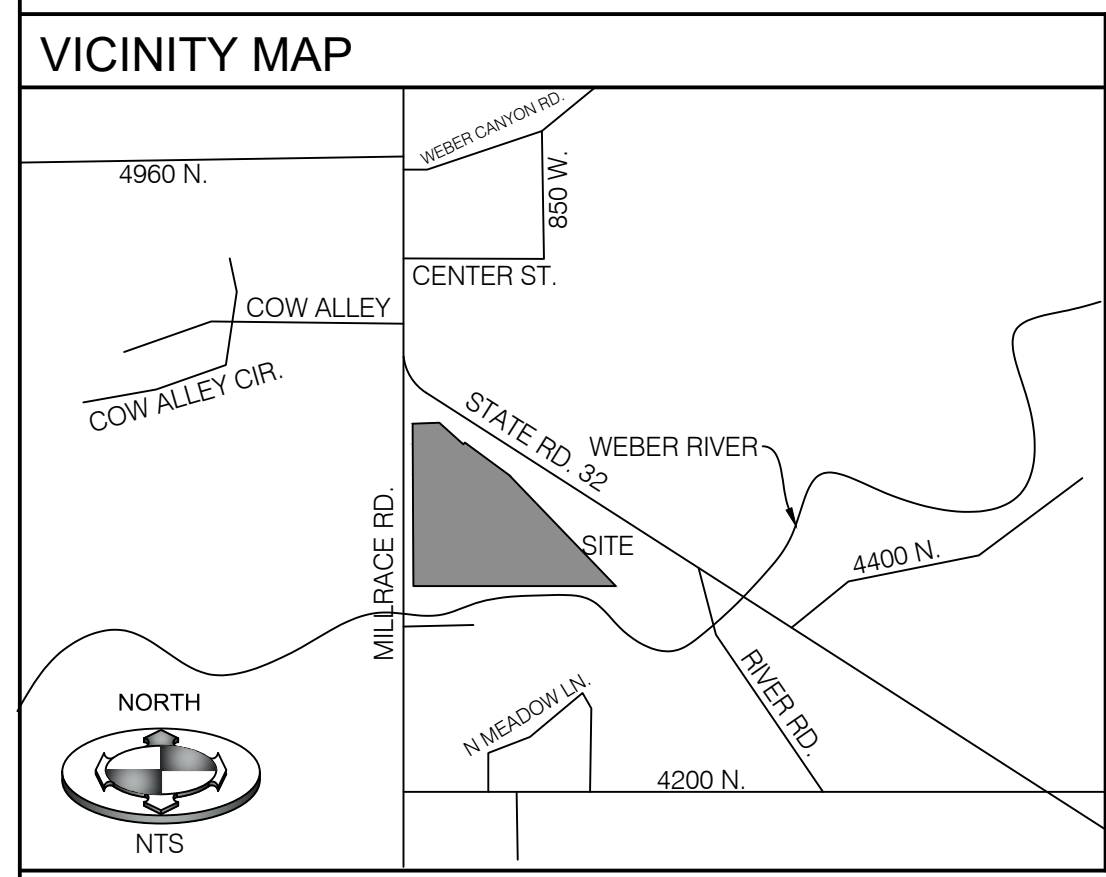 VICINITY MAP
WEBER CANYON RD.
4960 N.
850 W.
CENTER ST.
COW ALLEY
COW ALLEY CIR.
STATE RD. 32
WEBER RIVER
MILLRACE RD.
SITE
4400 N.
RIVER RD.
N MEADOW LN.
NORTH
4200 N.
NTS